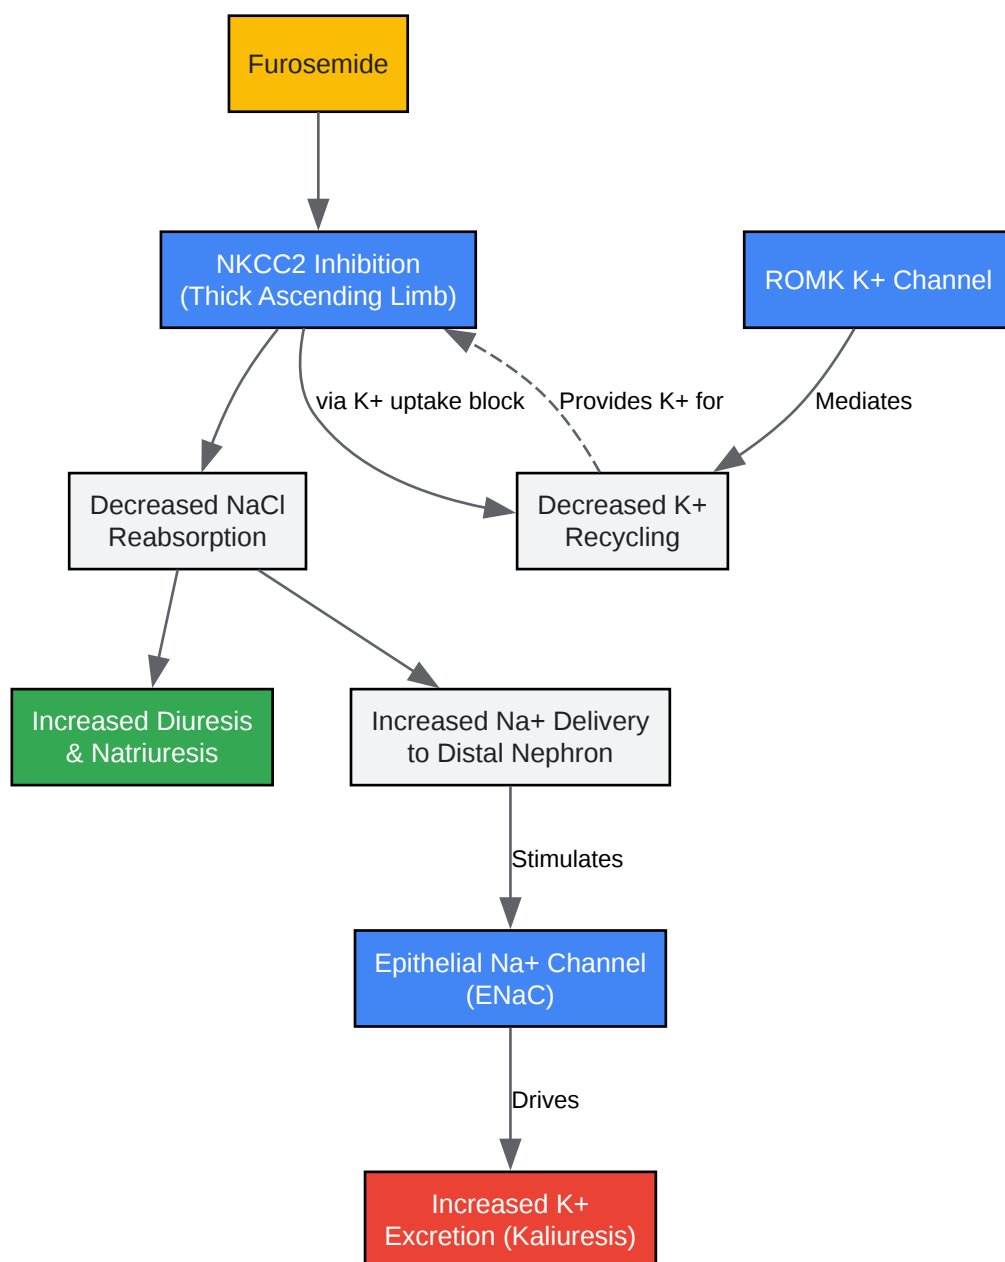 Furosemide
NKCC2 Inhibition
(Thick Ascending Limb)
ROMK K+ Channel
via K+ uptake block
Provides K+ for
Mediates
Decreased NaCl
Reabsorption
Decreased K+
Recycling
Increased Diuresis
& Natriuresis
Increased Na+ Delivery
to Distal Nephron
Stimulates
Epithelial Na+ Channel
(ENaC)
Drives
Increased K+
Excretion (Kaliuresis)